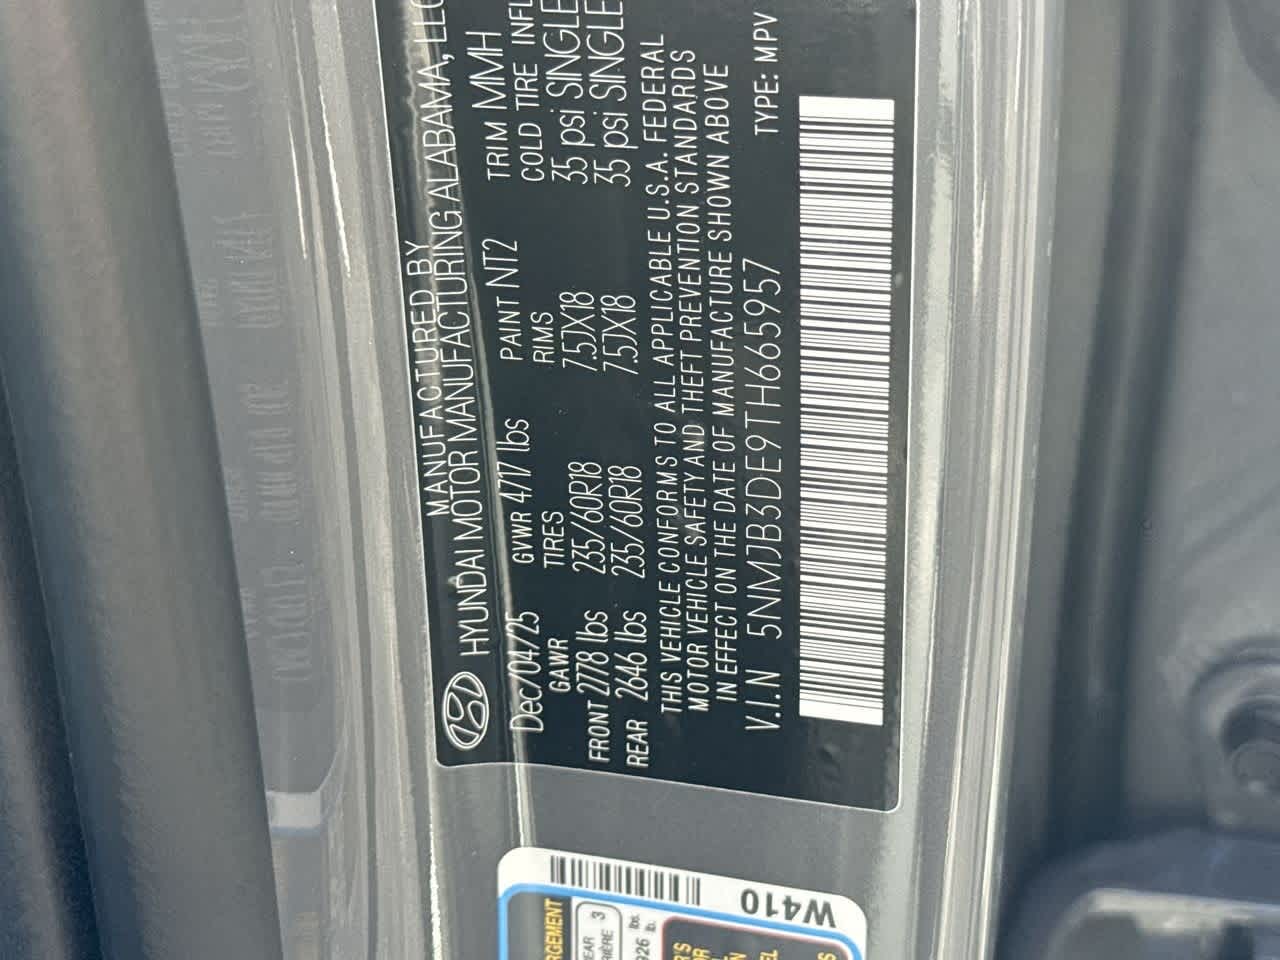 MANUFACTURED BY
HYUNDAI MOTOR MANUFACTURING ALABAMA, LLC
Dec/04/25 GVWR 4717 lbs PAINT NT2 TRIM MMH
GAWR TIRES RIMS COLD TIRE INFL
FRONT 2778 lbs 235/60R18 7.5JX18 35 psi SINGLE
REAR 2646 lbs 235/60R18 7.5JX18 35 psi SINGLE
THIS VEHICLE CONFORMS TO ALL APPLICABLE U.S.A. FEDERAL
MOTOR VEHICLE SAFETY AND THEFT PREVENTION STANDARDS
IN EFFECT ON THE DATE OF MANUFACTURE SHOWN ABOVE
V.I.N 5NMJB3DE9TH665957 TYPE: MPV
W410
3
926 lbs.